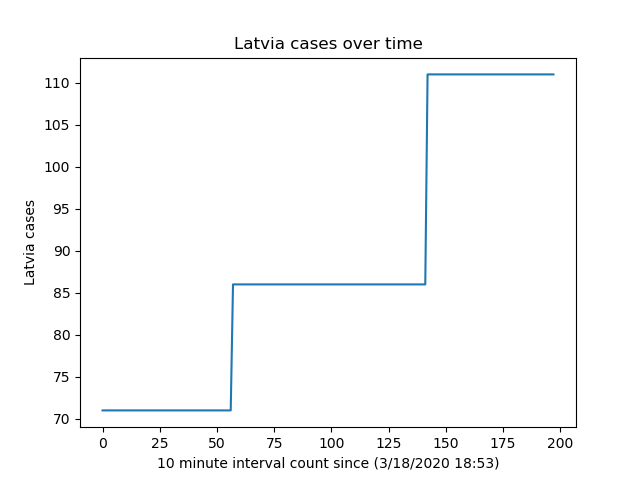 Latvia cases over time
110
105
100
95
90
85
80
75
70
Latvia cases
0 25 50 75 100 125 150 175 200
10 minute interval count since (3/18/2020 18:53)